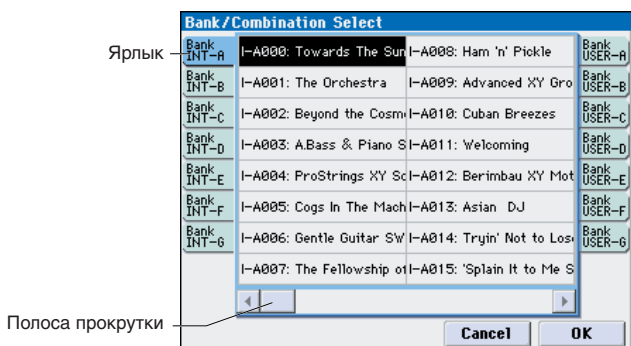 Bank/Combination Select
Ярлык
Bank INT-A
Bank INT-B
Bank INT-C
Bank INT-D
Bank INT-E
Bank INT-F
Bank INT-G
I-A000: Towards The Sun
I-A001: The Orchestra
I-A002: Beyond the Cosm
I-A003: A.Bass & Piano S
I-A004: ProStrings XY Sc
I-A005: Cogs In The Mach
I-A006: Gentle Guitar SW
I-A007: The Fellowship of
I-A008: Ham 'n' Pickle
I-A009: Advanced XY Gro
I-A010: Cuban Breezes
I-A011: Welcoming
I-A012: Berimbau XY Mot
I-A013: Asian DJ
I-A014: Tryin' Not to Lose
I-A015: 'Splain It to Me S
Bank USER-A
Bank USER-B
Bank USER-C
Bank USER-D
Bank USER-E
Bank USER-F
Bank USER-G
Полоса прокрутки
Cancel
OK